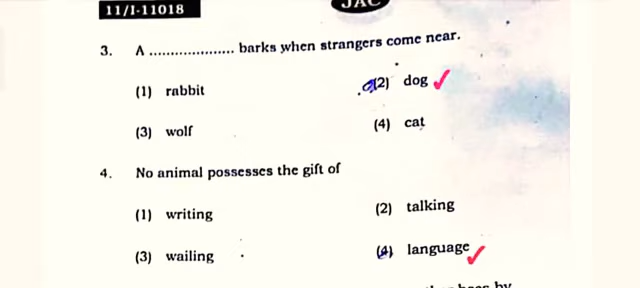 11/I-11018
JAC
3. A .................... barks when strangers come near.
(1) rabbit (2) dog
(3) wolf (4) cat
4. No animal possesses the gift of
(1) writing (2) talking
(3) wailing (4) language
by